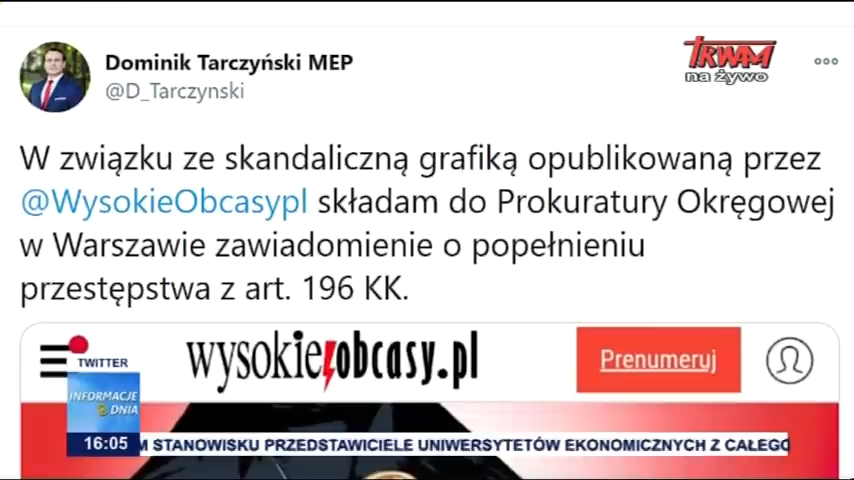 Dominik Tarczyński MEP
@D_Tarczynski
TRWAM
na żywo
W związku ze skandaliczną grafiką opublikowaną przez
@WysokieObcasypl składam do Prokuratury Okręgowej
w Warszawie zawiadomienie o popełnieniu
przestępstwa z art. 196 KK.
wysokieobcasy.pl
Prenumeruj
TWITTER
INFORMACJE
DNIA
16:05
M STANOWISKU PRZEDSTAWICIELE UNIWERSYTETÓW EKONOMICZNYCH Z CAŁEGO